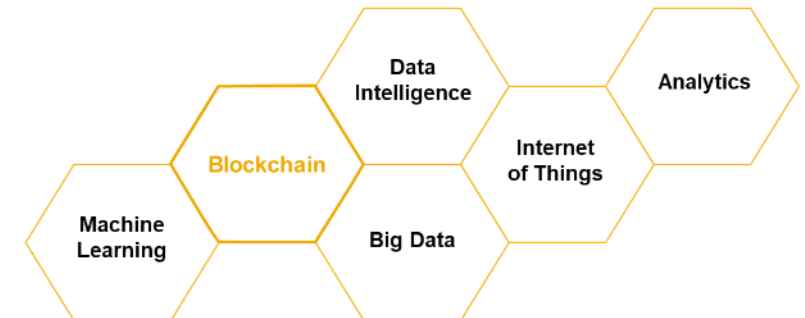 Data
Intelligence
Analytics
Blockchain
Internet
of Things
Machine
Learning
Big Data